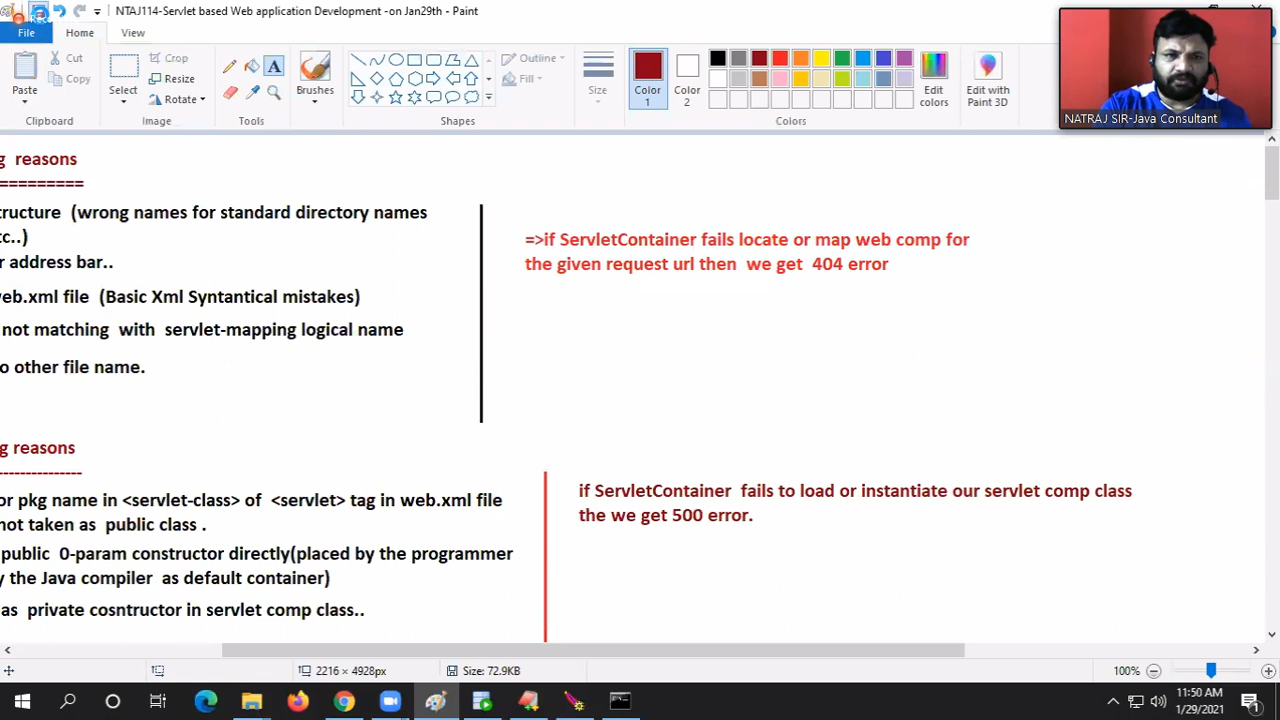 NTAJ114-Servlet based Web application Development -on Jan29th - Paint
File
Home
View
Paste
Cut
Copy
Clipboard
Select
Crop
Resize
Rotate
Image
A
Tools
Brushes
Outline
Fill
Shapes
Size
Color
1
Color
2
Edit
colors
Edit with
Paint 3D
Colors
NATRAJ SIR-Java Consultant
g reasons
=========
tructure (wrong names for standard directory names
tc..)
r address bar..
web.xml file (Basic Xml Syntantical mistakes)
not matching with servlet-mapping logical name
o other file name.
=>if ServletContainer fails locate or map web comp for
the given request url then we get 404 error
g reasons
---------------
or pkg name in <servlet-class> of <servlet> tag in web.xml file
not taken as public class .
public 0-param constructor directly(placed by the programmer
y the Java compiler as default container)
as private cosntructor in servlet comp class..
if ServletContainer fails to load or instantiate our servlet comp class
the we get 500 error.
2216 × 4928px
Size: 72.9KB
100%
11:50 AM
1/29/2021
1